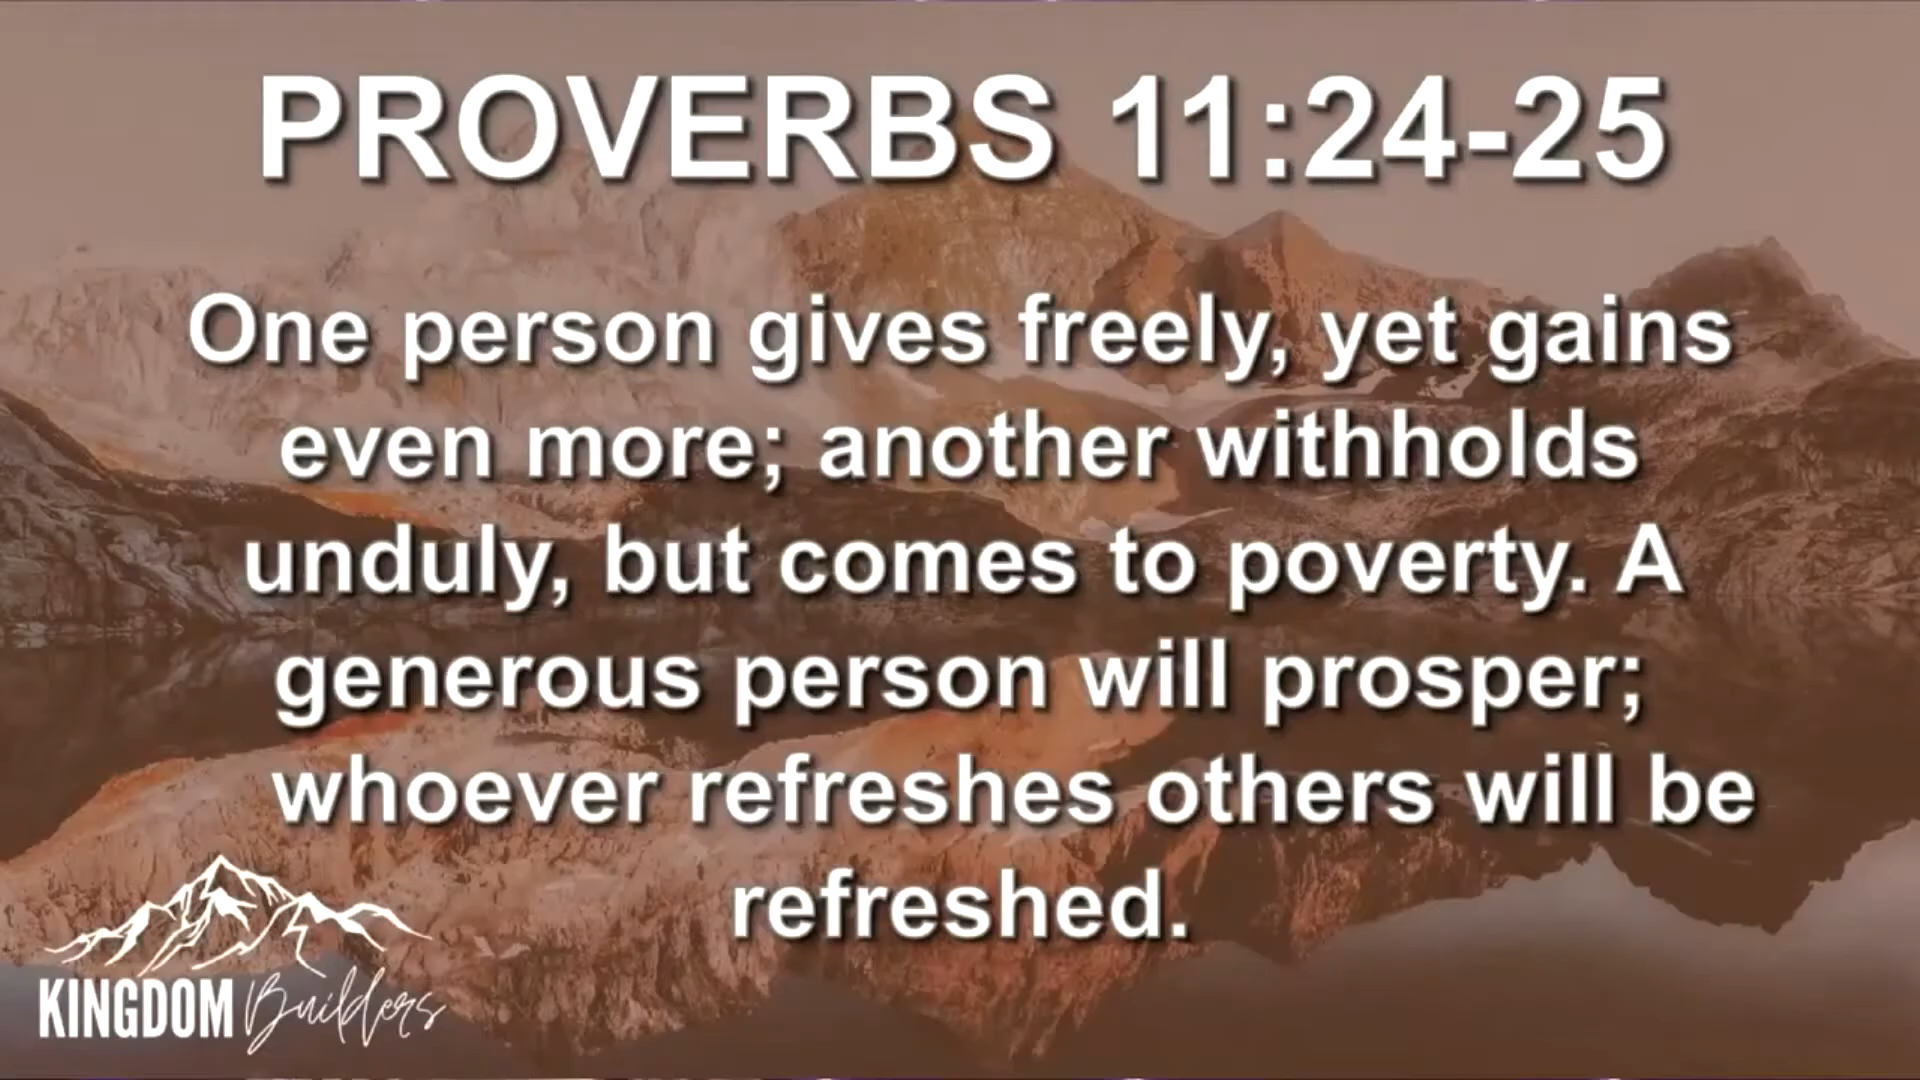 PROVERBS 11:24-25
One person gives freely, yet gains
even more; another withholds
unduly, but comes to poverty. A
generous person will prosper;
whoever refreshes others will be
refreshed.
KINGDOM Builders